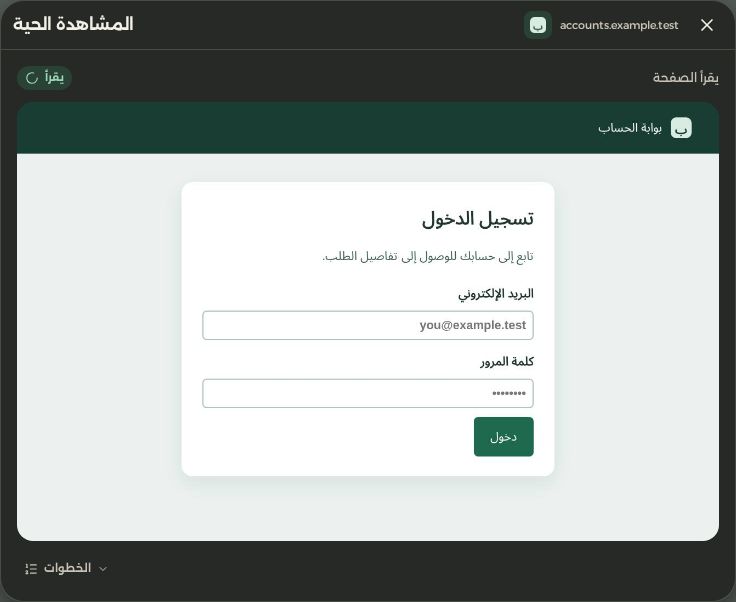 المشاهدة الحية
ب accounts.example.test
يقرأ الصفحة
يقرأ
ب بوابة الحساب
تسجيل الدخول
تابع إلى حسابك للوصول إلى تفاصيل الطلب.
البريد الإلكتروني
you@example.test
كلمة المرور
••••••••
دخول
الخطوات